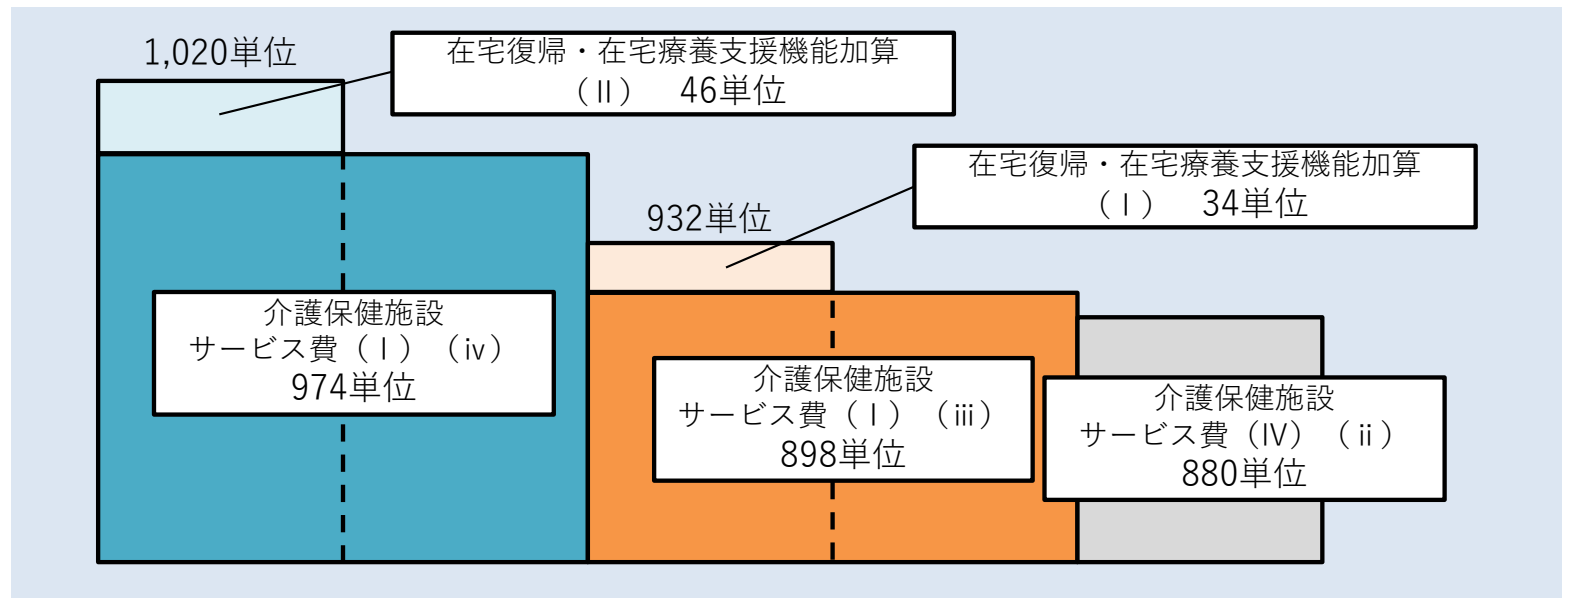 1,020単位
在宅復帰・在宅療養支援機能加算
（Ⅱ）　46単位
在宅復帰・在宅療養支援機能加算
（Ⅰ）　34単位
932単位
介護保健施設
サービス費（Ⅰ）（ⅳ）
974単位
介護保健施設
サービス費（Ⅰ）（ⅲ）
898単位
介護保健施設
サービス費（Ⅳ）（ⅱ）
880単位